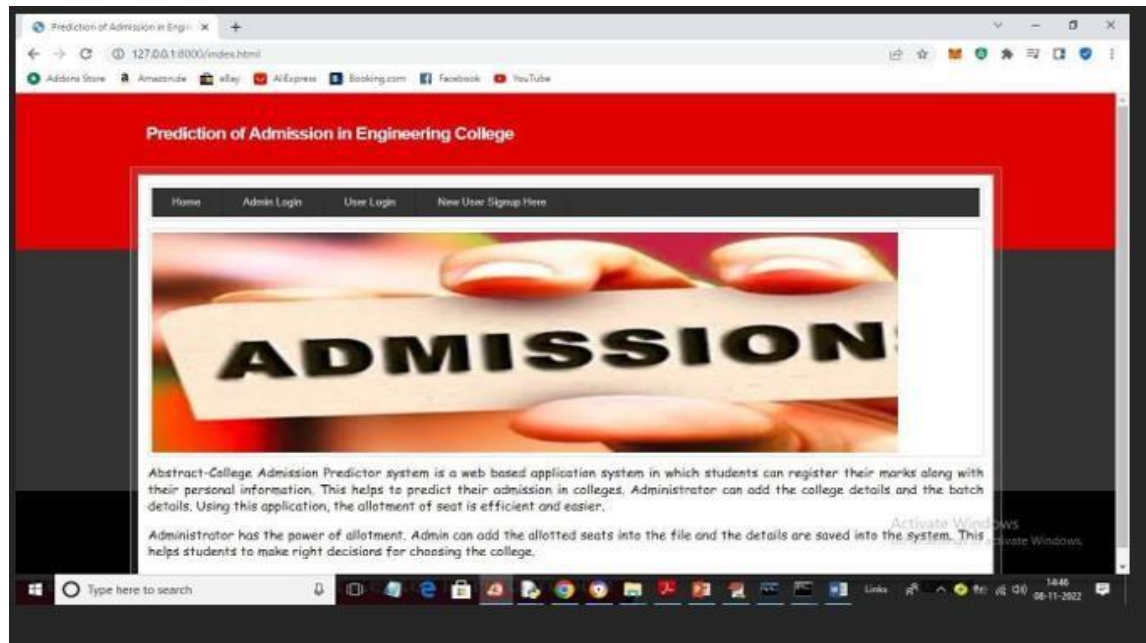 Prediction of Admission in Engin
127.0.0.1:8000/index.html
Addons Store Amazon.de eBay AliExpress Booking.com Facebook YouTube
Prediction of Admission in Engineering College
Home Admin Login User Login New User Signup Here
ADMISSION
Abstract-College Admission Predictor system is a web based application system in which students can register their marks along with
their personal information. This helps to predict their admission in colleges. Administrator can add the college details and the batch
details. Using this application, the allotment of seat is efficient and easier.
Activate Windows
Administrator has the power of allotment. Admin can add the allotted seats into the file and the details are saved into the system. This
activate Windows.
helps students to make right decisions for choosing the college.
Type here to search
Links
14:46
08-11-2022